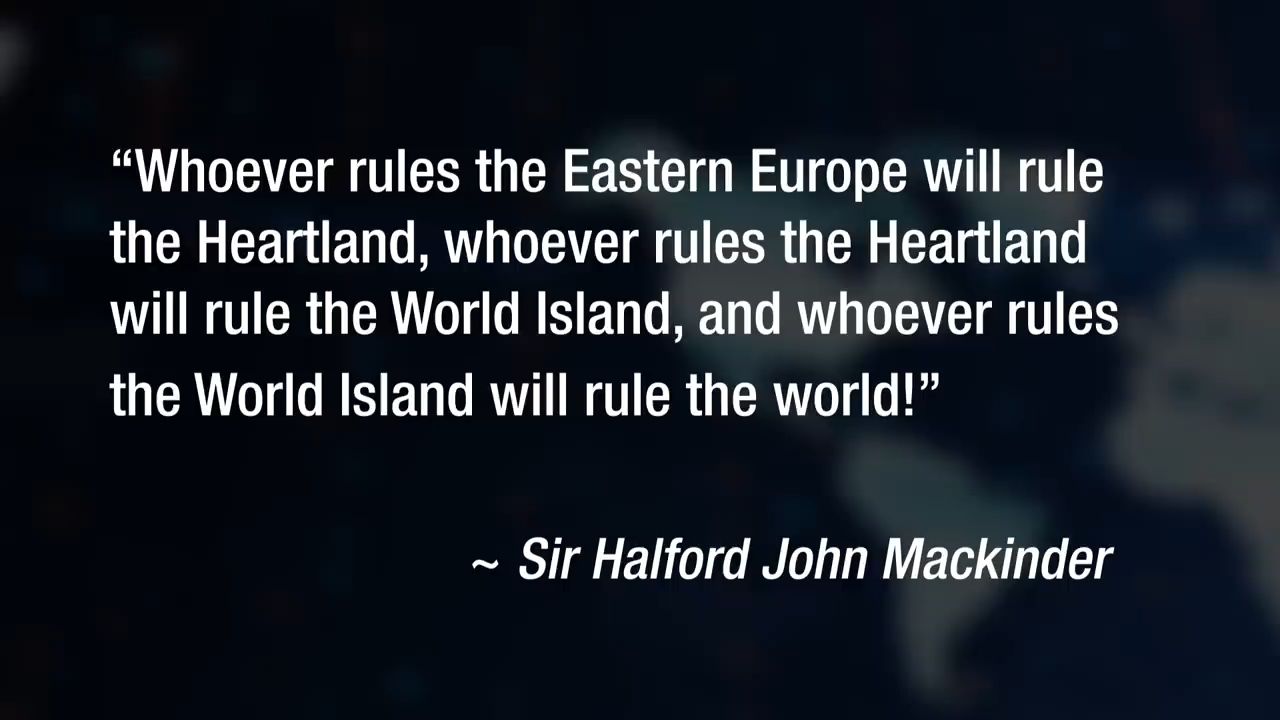 “Whoever rules the Eastern Europe will rule
the Heartland, whoever rules the Heartland
will rule the World Island, and whoever rules
the World Island will rule the world!”
~ Sir Halford John Mackinder